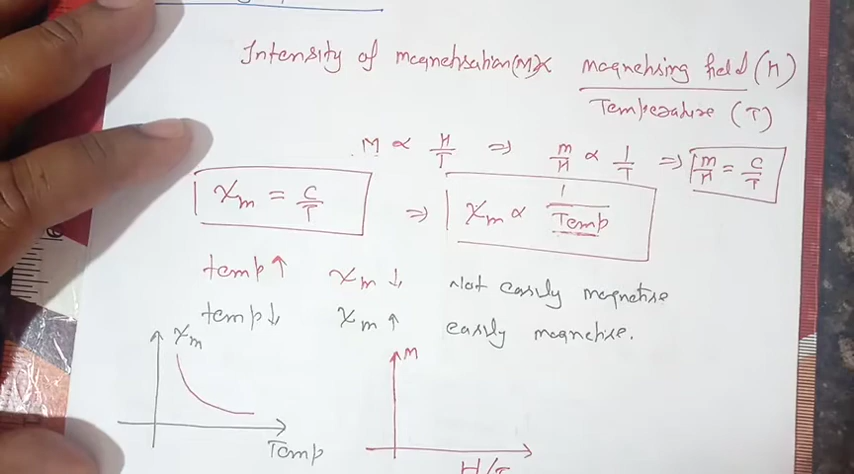 Intensity of magnetisation(M) ∝ magnetising field (H)
Temperature (T)
M ∝ H/T ⇒ m/H ∝ 1/T ⇒ m/H = C/T
χm = C/T ⇒ χm ∝ 1/Temp
temp↑ χm ↓ Not easily magnetise
temp↓ χm ↑ easily magnetise.
χm
M
Temp